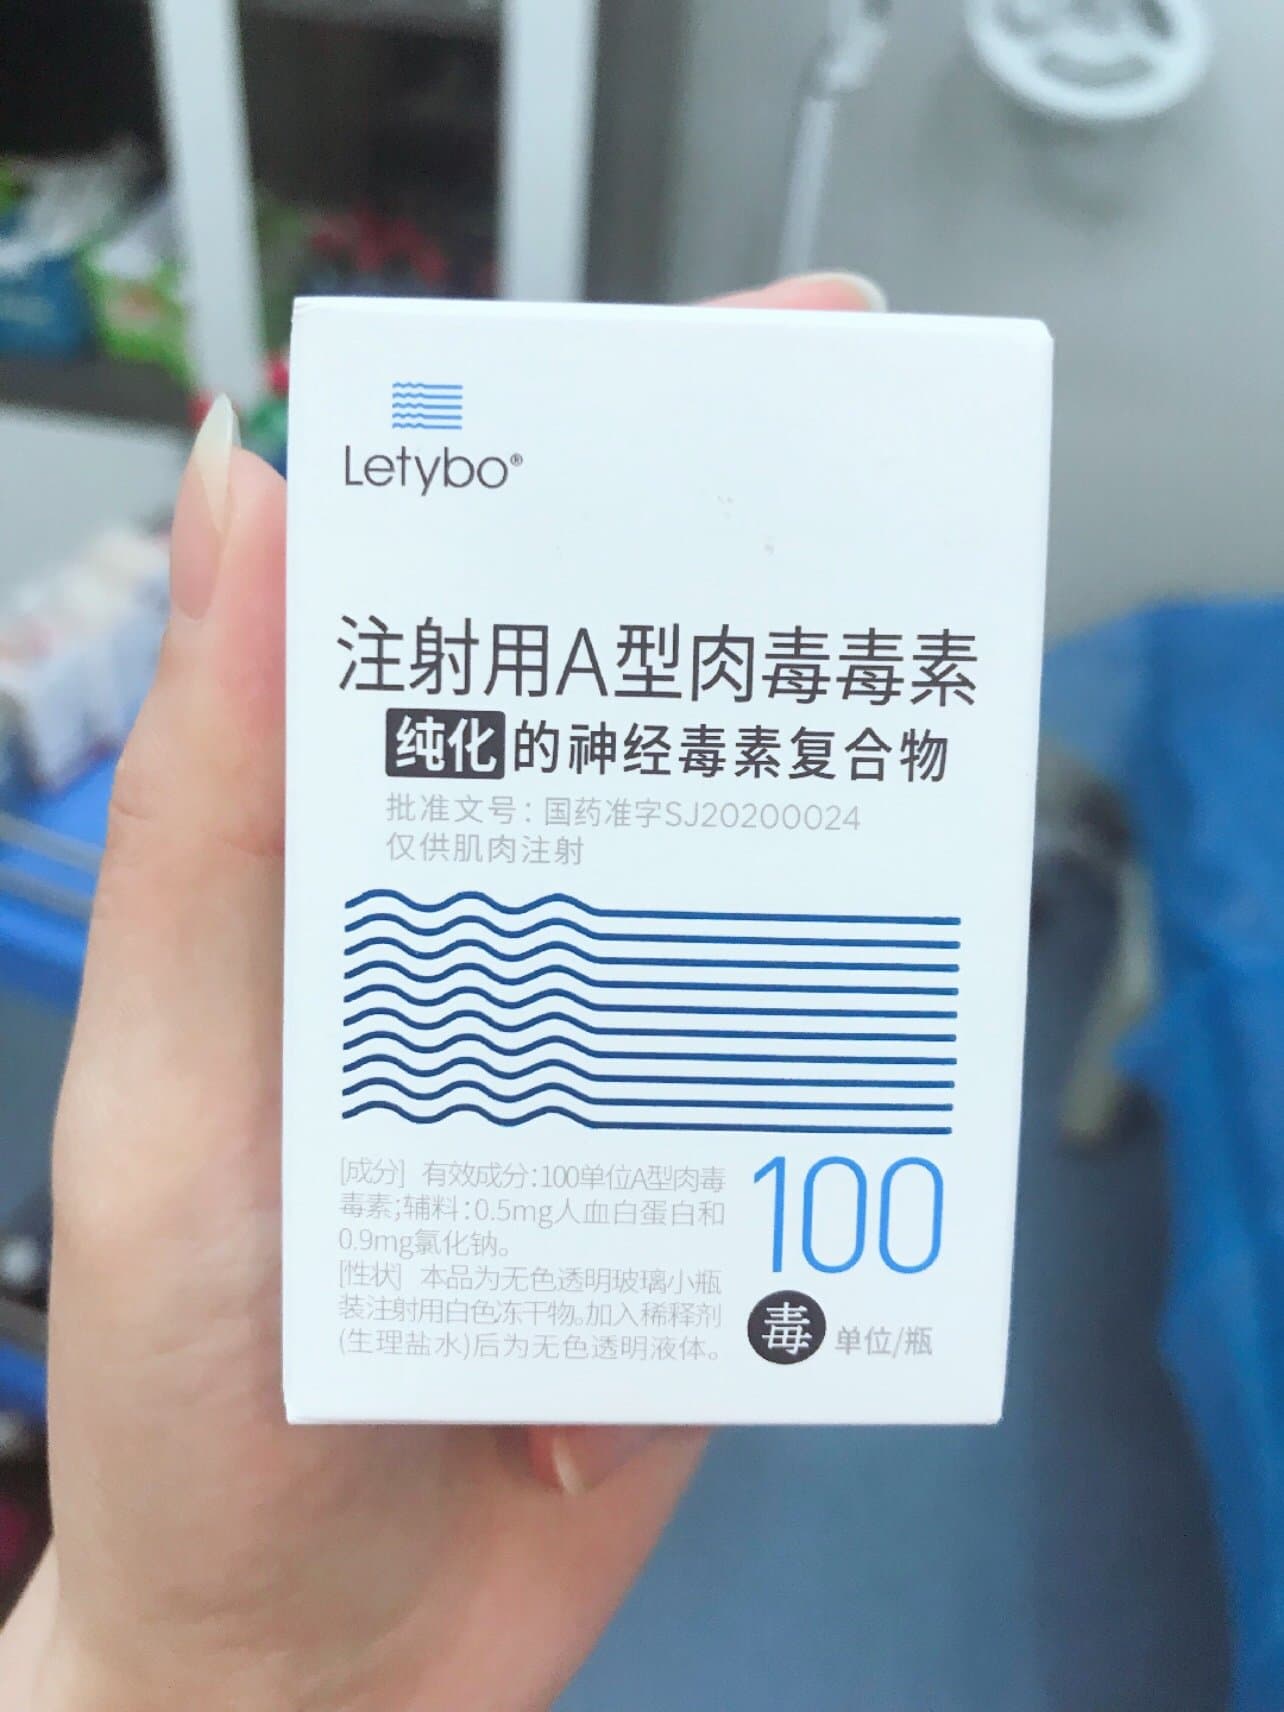 Letybo®
注射用A型肉毒毒素
纯化的神经毒素复合物
批准文号：国药准字SJ20200024
仅供肌肉注射
[成分] 有效成分：100单位A型肉毒
毒素；辅料：0.5mg人血白蛋白和
0.9mg氯化钠。
[性状] 本品为无色透明玻璃小瓶
装注射用白色冻干物。加入稀释剂
(生理盐水)后为无色透明液体。
100
毒 单位/瓶